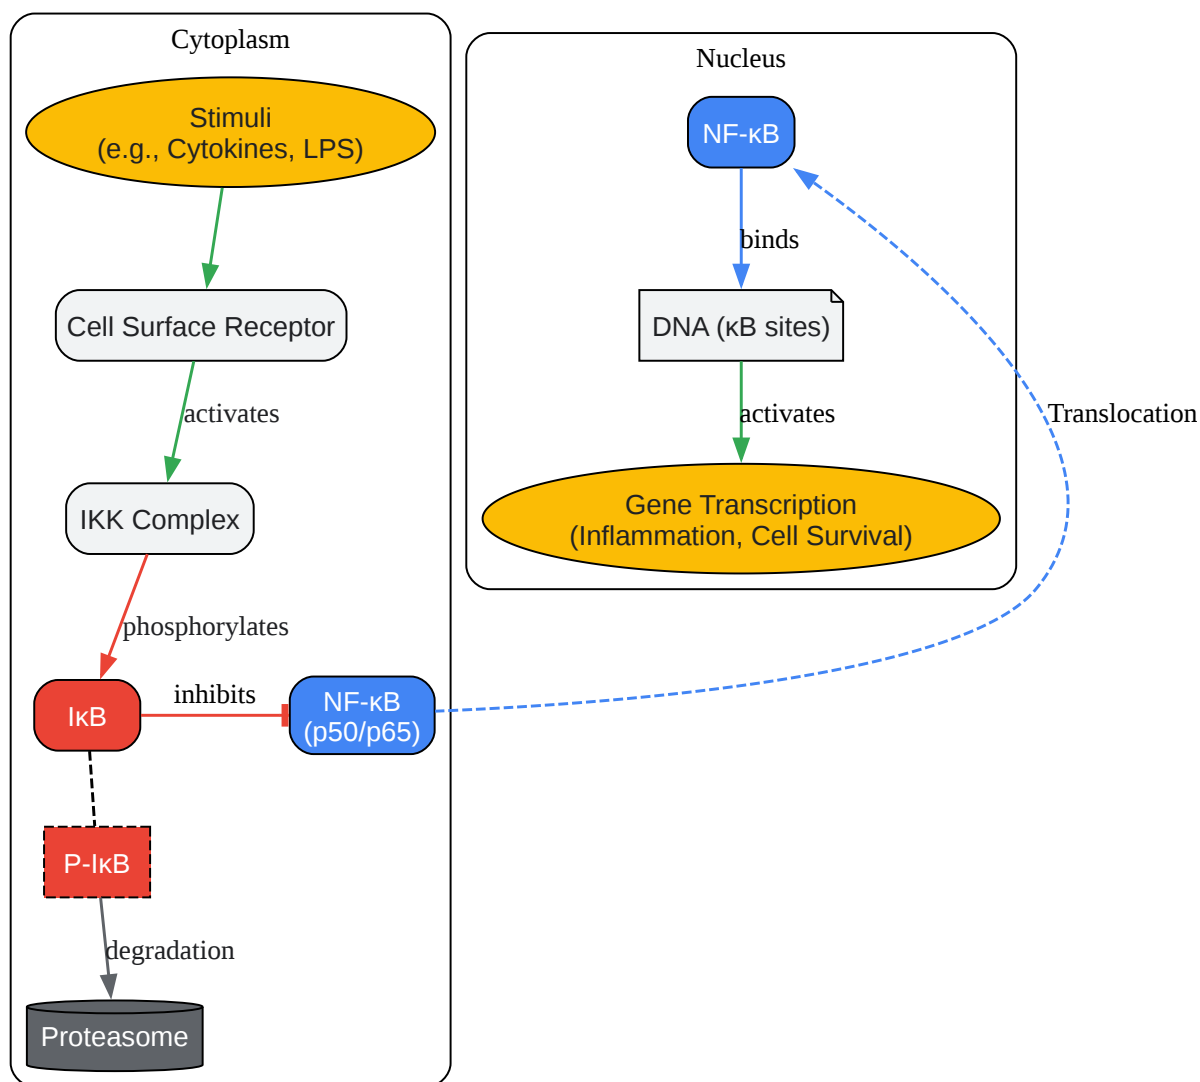 Cytoplasm
Stimuli
(e.g., Cytokines, LPS)
Cell Surface Receptor
activates
IKK Complex
phosphorylates
IκB
inhibits
NF-κB
(p50/p65)
P-IκB
degradation
Proteasome
Nucleus
NF-κB
binds
DNA (κB sites)
activates
Gene Transcription
(Inflammation, Cell Survival)
Translocation